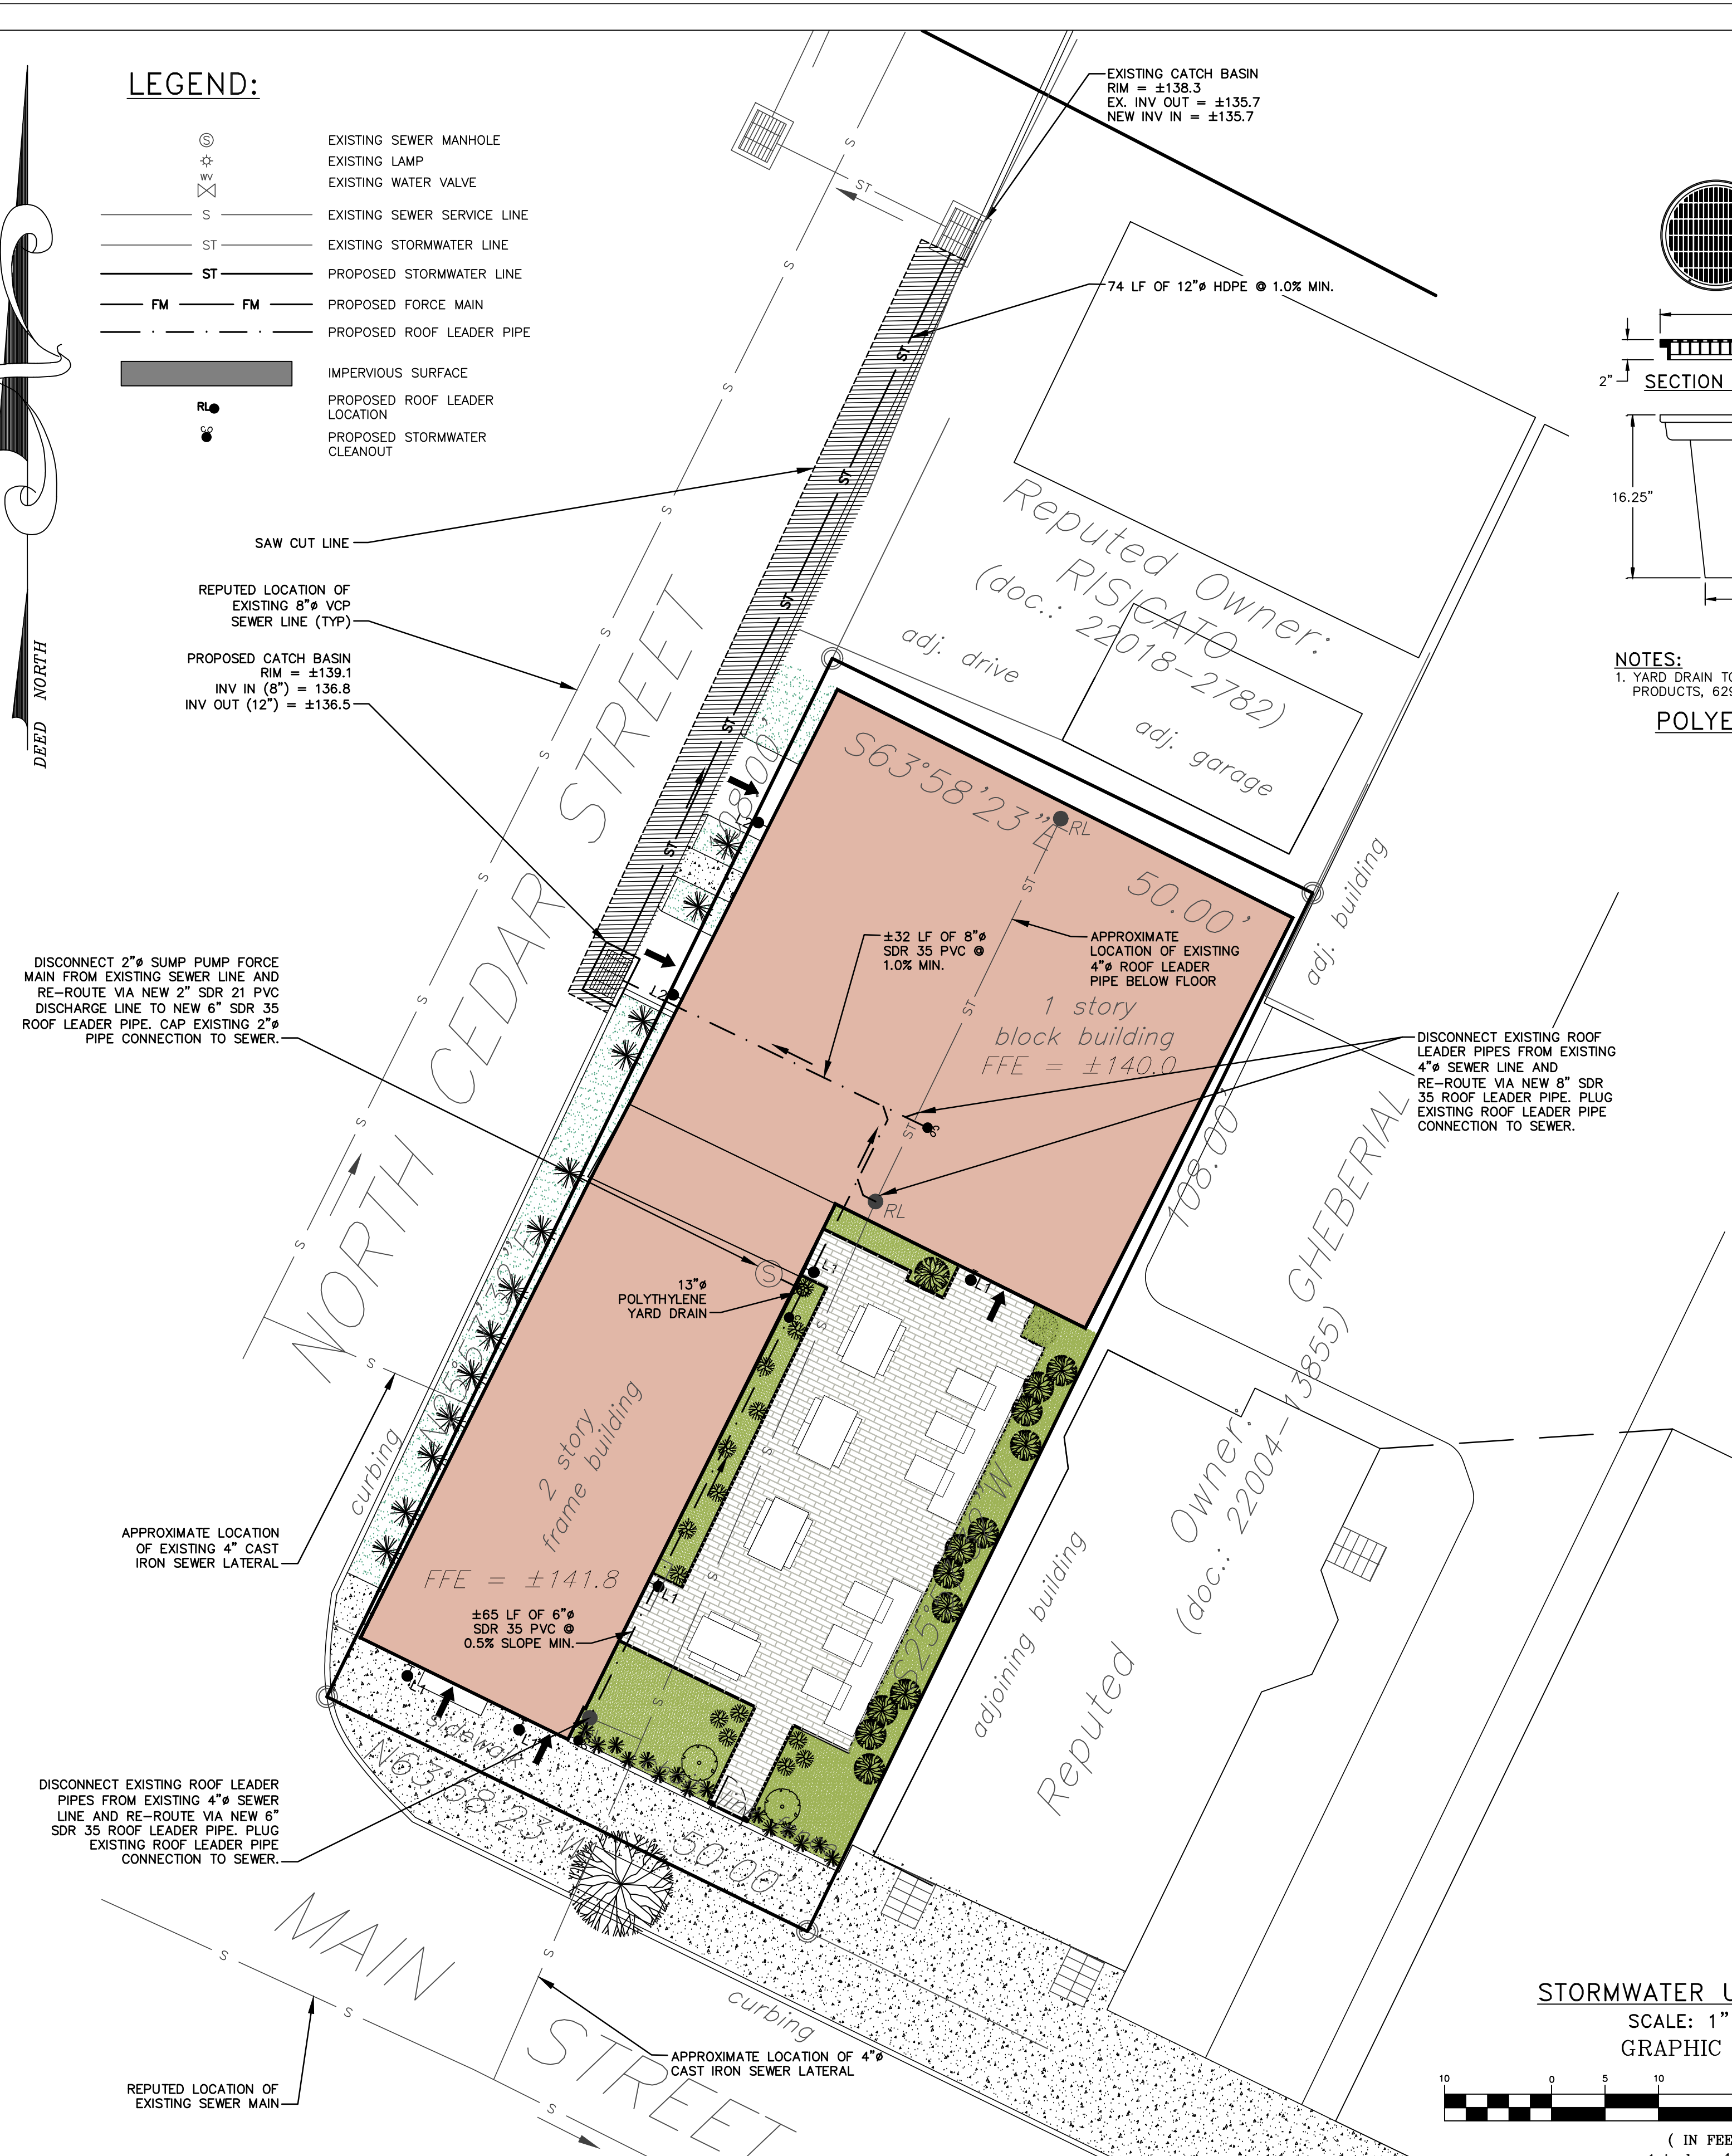 LEGEND:
S
EXISTING SEWER MANHOLE
EXISTING LAMP
WV
EXISTING WATER VALVE
S
EXISTING SEWER SERVICE LINE
ST
EXISTING STORMWATER LINE
ST
PROPOSED STORMWATER LINE
FM
FM
PROPOSED FORCE MAIN
PROPOSED ROOF LEADER PIPE
IMPERVIOUS SURFACE
RL
PROPOSED ROOF LEADER
LOCATION
CO
PROPOSED STORMWATER
CLEANOUT
DEED NORTH
EXISTING CATCH BASIN
RIM = ±138.3
EX. INV OUT = ±135.7
NEW INV IN = ±135.7
74 LF OF 12"ø HDPE @ 1.0% MIN.
2"
SECTION
16.25"
NOTES:
1. YARD DRAIN TO
PRODUCTS, 629
POLYE
SAW CUT LINE
REPUTED LOCATION OF
EXISTING 8"ø VCP
SEWER LINE (TYP)
PROPOSED CATCH BASIN
RIM = ±139.1
INV IN (8") = 136.8
INV OUT (12") = ±136.5
Reputed Owner:
RISICATO
(doc.: 22018-2782)
adj. drive
adj. garage
S63°58'23"E
50.00'
108.00'
RL
adj. building
NORTH CEDAR STREET
±32 LF OF 8"ø
SDR 35 PVC @
1.0% MIN.
APPROXIMATE
LOCATION OF EXISTING
4"ø ROOF LEADER
PIPE BELOW FLOOR
1 story
block building
FFE = ±140.0
DISCONNECT 2"ø SUMP PUMP FORCE
MAIN FROM EXISTING SEWER LINE AND
RE-ROUTE VIA NEW 2" SDR 21 PVC
DISCHARGE LINE TO NEW 6" SDR 35
ROOF LEADER PIPE. CAP EXISTING 2"ø
PIPE CONNECTION TO SEWER.
L2
DISCONNECT EXISTING ROOF
LEADER PIPES FROM EXISTING
4"ø SEWER LINE AND
RE-ROUTE VIA NEW 8" SDR
35 ROOF LEADER PIPE. PLUG
EXISTING ROOF LEADER PIPE
CONNECTION TO SEWER.
108.00'
RL
CO
S
L1
L1
13"ø
POLYTHYLENE
YARD DRAIN
Reputed Owner: GHEBERIAL
(doc.: 22004-13855)
2 story
frame building
FFE = ±141.8
±65 LF OF 6"ø
SDR 35 PVC @
0.5% SLOPE MIN.
L1
curbing
APPROXIMATE LOCATION
OF EXISTING 4" CAST
IRON SEWER LATERAL
adjoining building
L1
sidewalk
N63°58'23"W
50.00'
DISCONNECT EXISTING ROOF LEADER
PIPES FROM EXISTING 4"ø SEWER
LINE AND RE-ROUTE VIA NEW 6"
SDR 35 ROOF LEADER PIPE. PLUG
EXISTING ROOF LEADER PIPE
CONNECTION TO SEWER.
MAIN STREET
curbing
APPROXIMATE LOCATION OF 4"ø
CAST IRON SEWER LATERAL
REPUTED LOCATION OF
EXISTING SEWER MAIN
STORMWATER U
SCALE: 1"
GRAPHIC
10
0
5
10
( IN FEE